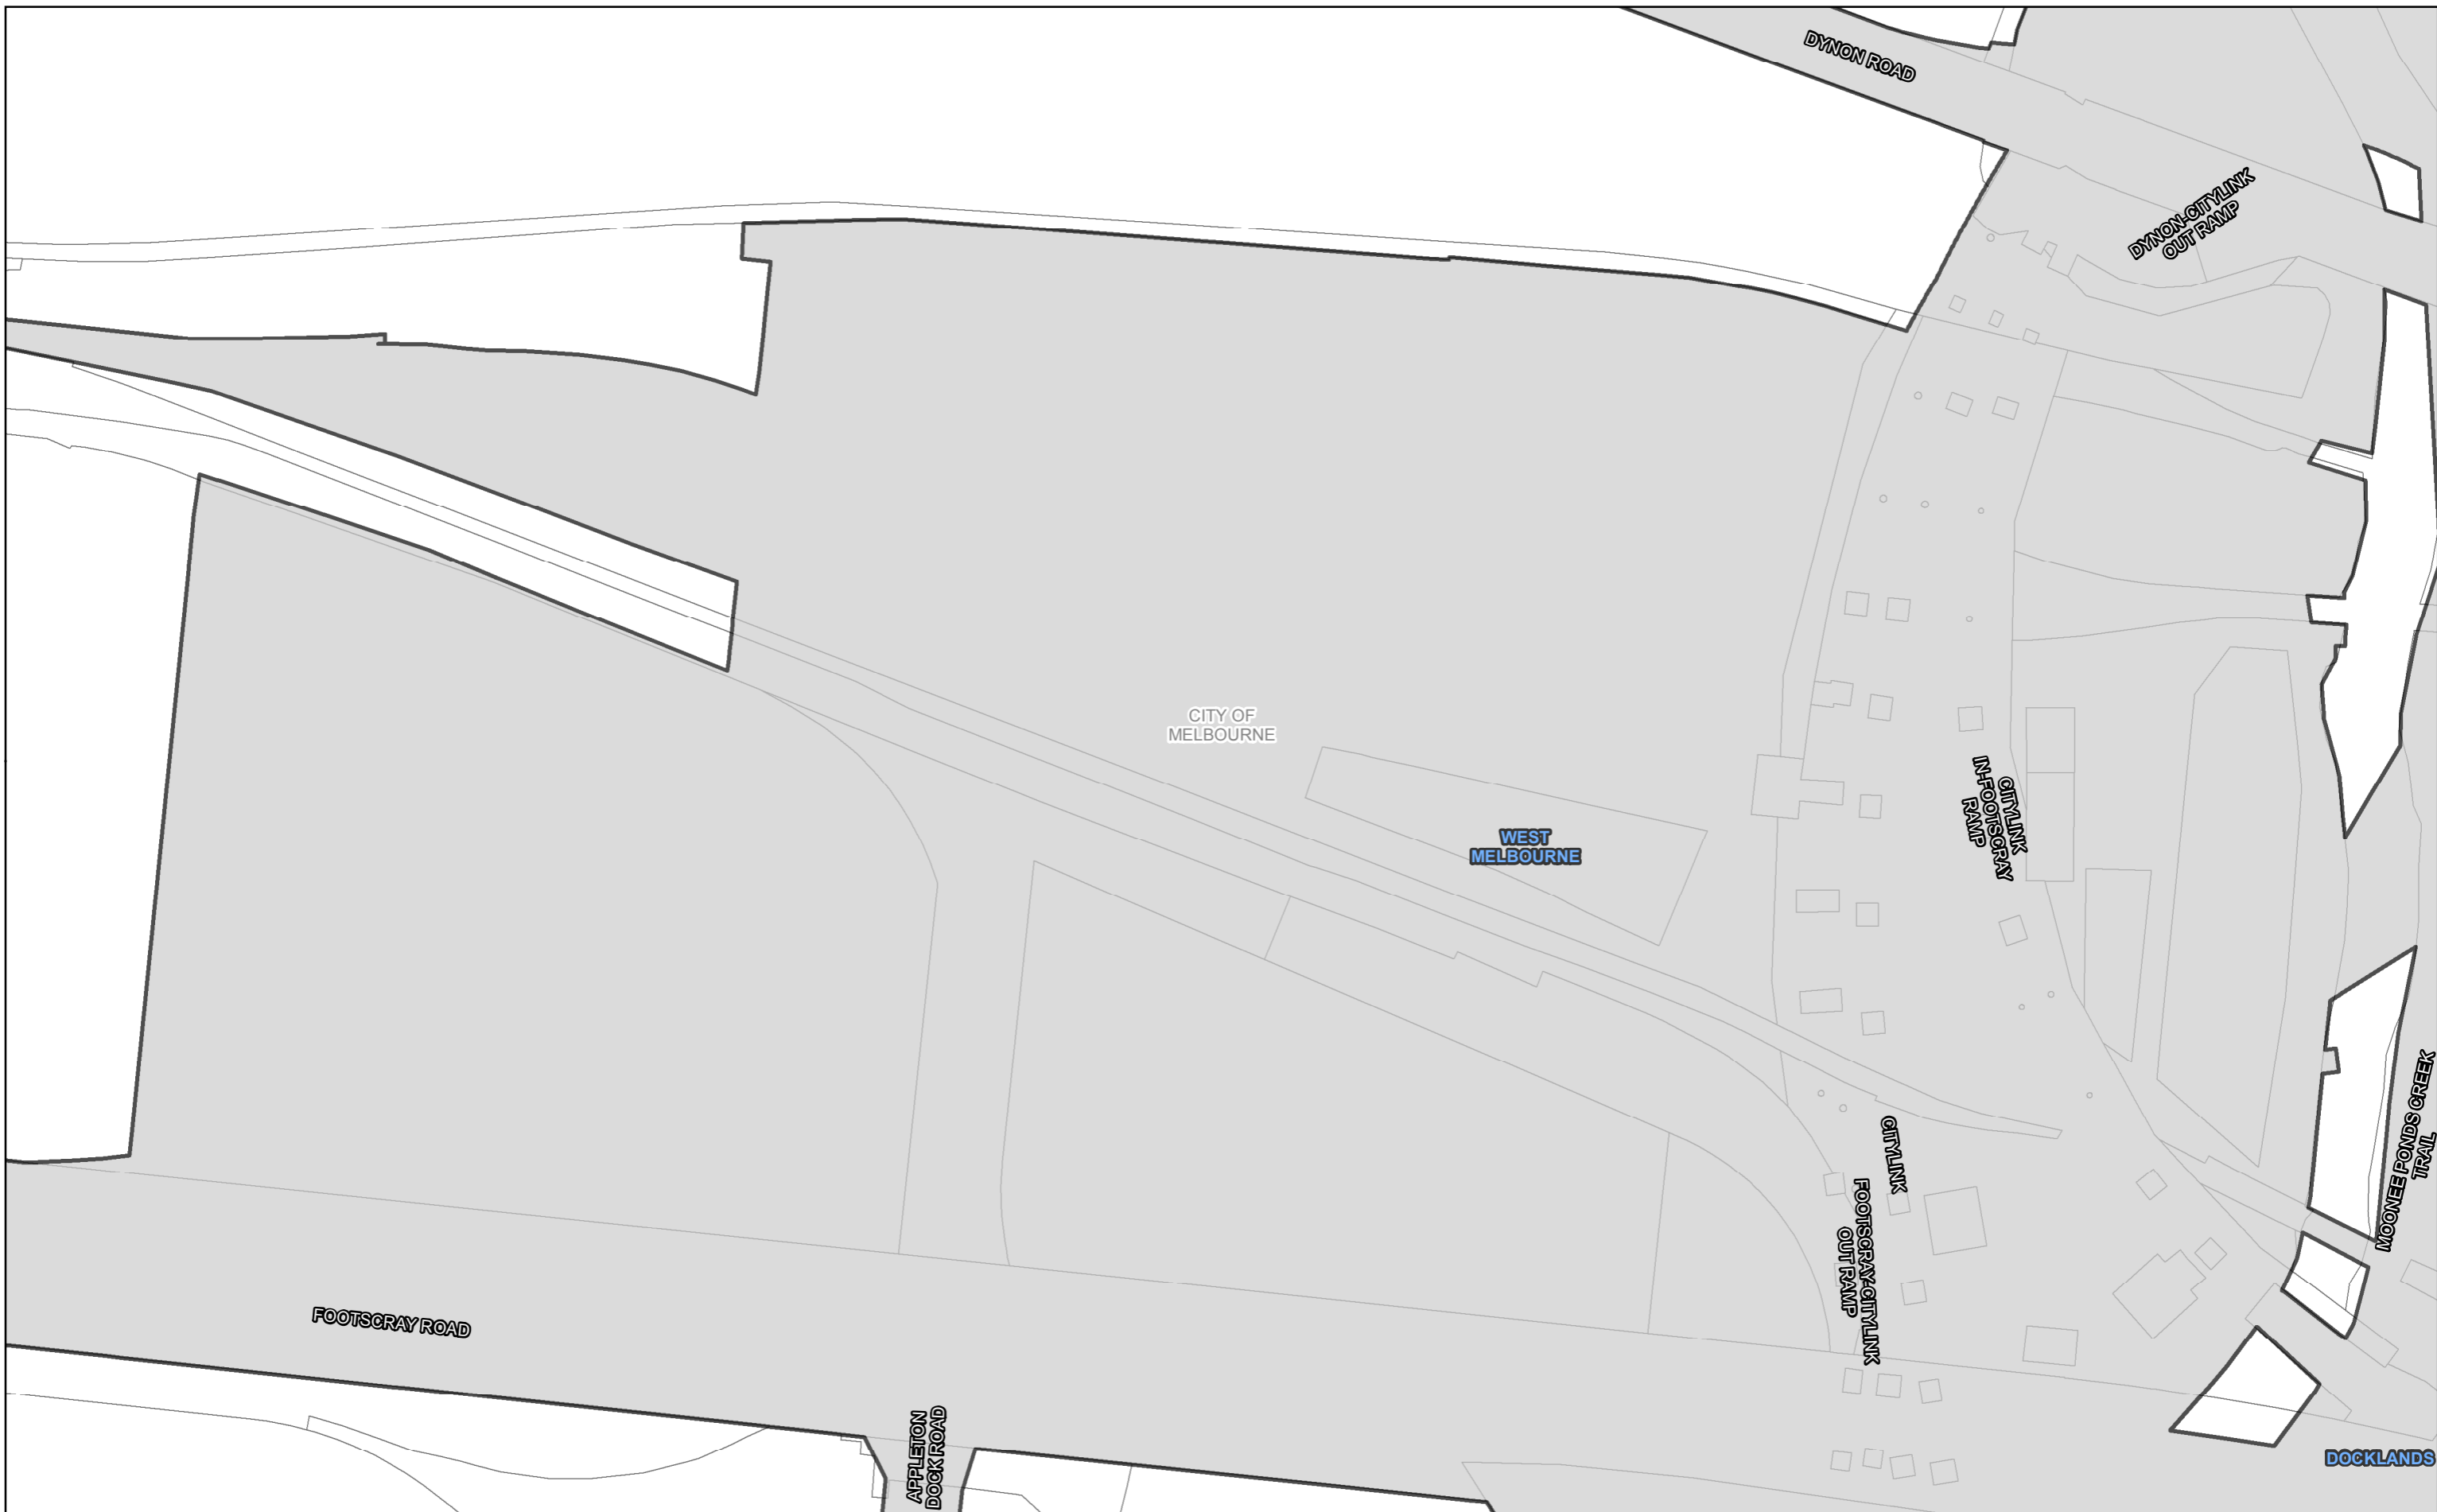 DYNON ROAD
DYNON-CITYLINK
OUT RAMP
CITY OF
MELBOURNE
WEST
MELBOURNE
CITYLINK
IN-FOOTSCRAY
RAMP
CITYLINK
FOOTSCRAY-CITYLINK
OUT RAMP
MOONEE PONDS CREEK
TRAIL
FOOTSCRAY ROAD
APPLETON
DOCK ROAD
DOCKLANDS